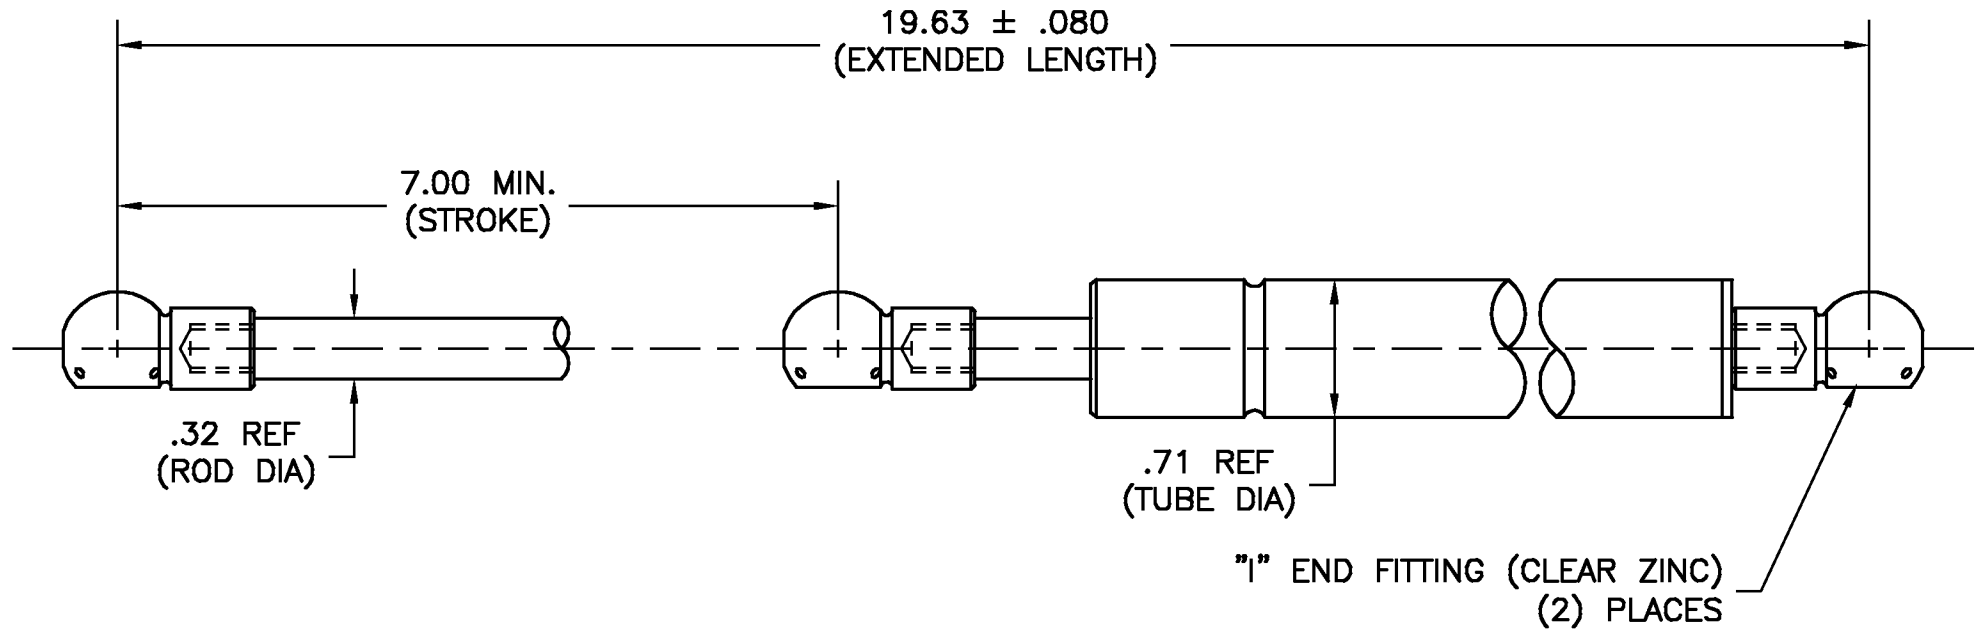 19.63 ± .080
(EXTENDED LENGTH)
7.00 MIN.
(STROKE)
.32 REF
(ROD DIA)
.71 REF
(TUBE DIA)
"I" END FITTING (CLEAR ZINC)
(2) PLACES